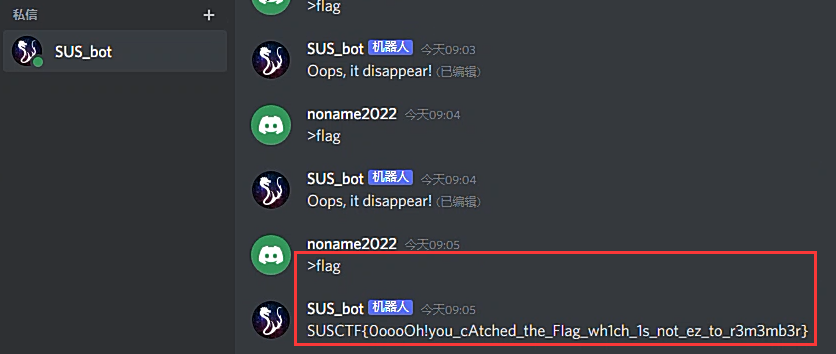 私信 +
SUS_bot
>flag
SUS_bot 机器人 今天09:03
Oops, it disappear! (已编辑)
noname2022 今天09:04
>flag
SUS_bot 机器人 今天09:04
Oops, it disappear! (已编辑)
noname2022 今天09:05
>flag
SUS_bot 机器人 今天09:05
SUSCTF{0oooOh!you_cAtched_the_Flag_wh1ch_1s_not_ez_to_r3m3mb3r}